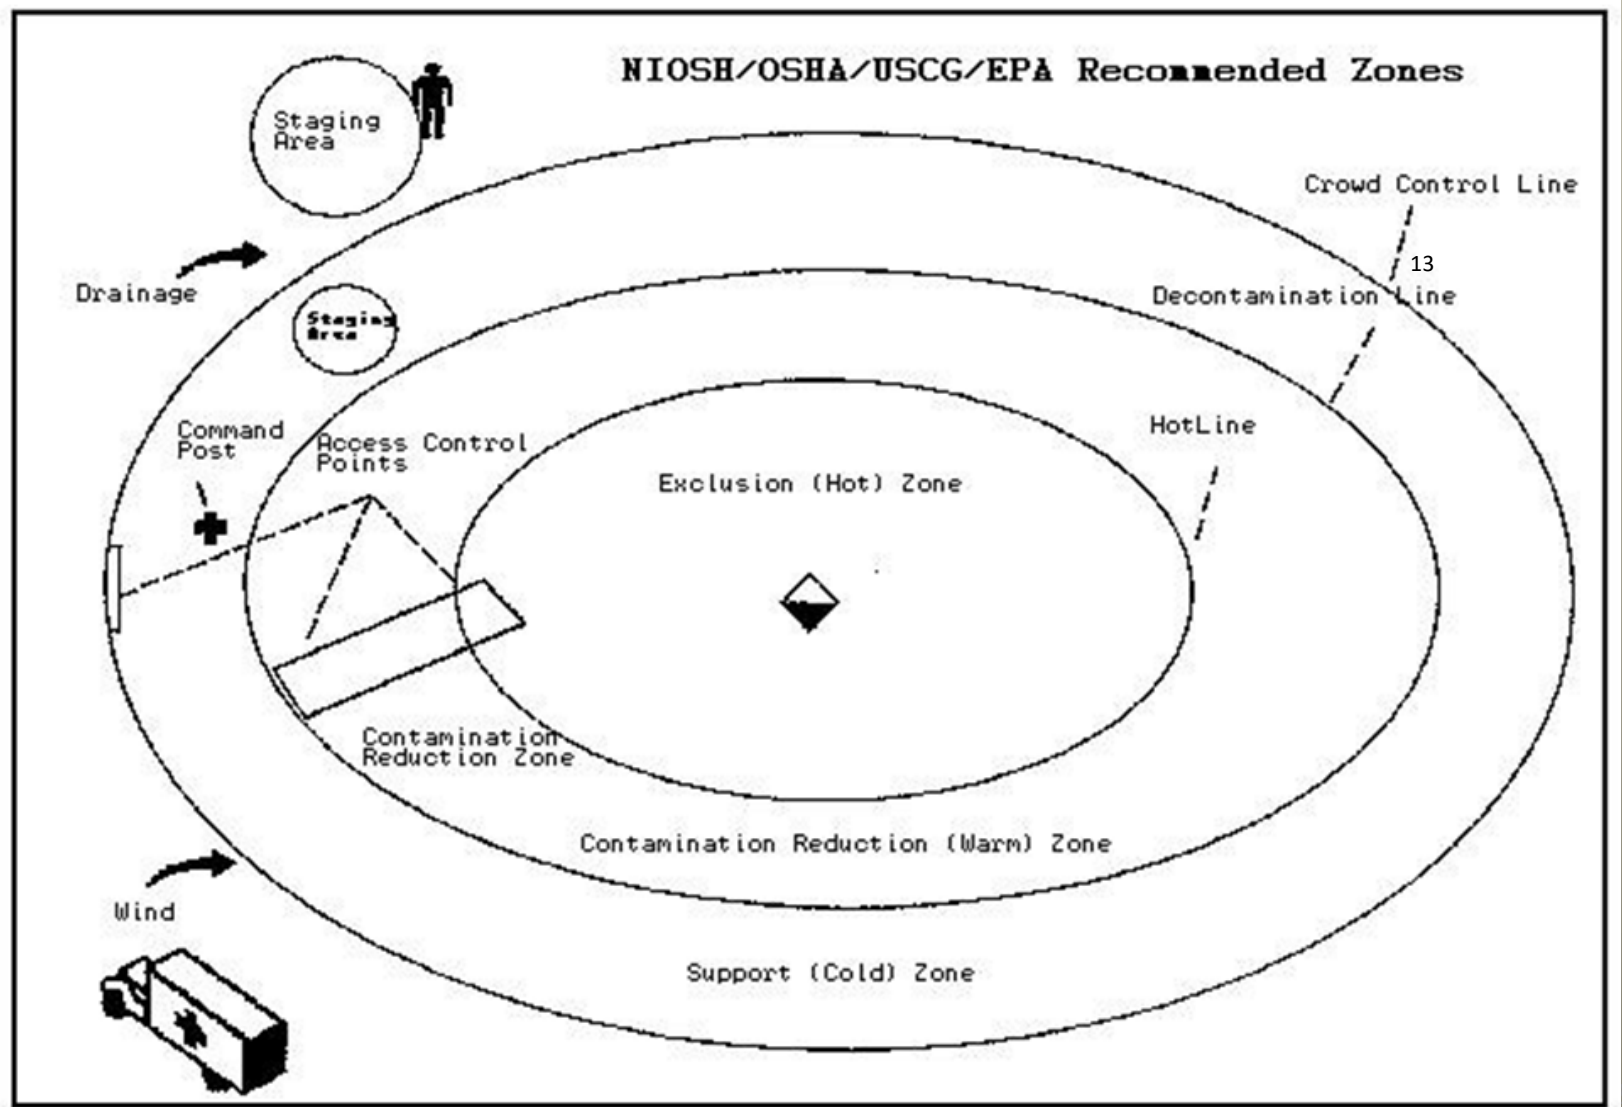 NIOSH/OSHA/USCG/EPA Recommended Zones
Staging
Area
Crowd Control Line
13
Drainage
Decontamination Line
Staging
Area
Command
Post
Access Control
Points
HotLine
Exclusion (Hot) Zone
Contamination
Reduction Zone
Contamination Reduction (Warm) Zone
Wind
Support (Cold) Zone